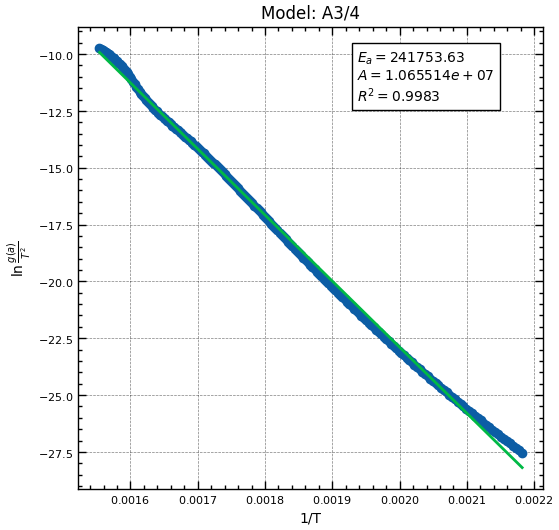 Model: A3/4
E_a = 241753.63
A = 1.065514e + 07
R^2 = 0.9983
ln g(a)/T^2
−10.0
−12.5
−15.0
−17.5
−20.0
−22.5
−25.0
−27.5
0.0016 0.0017 0.0018 0.0019 0.0020 0.0021 0.0022
1/T